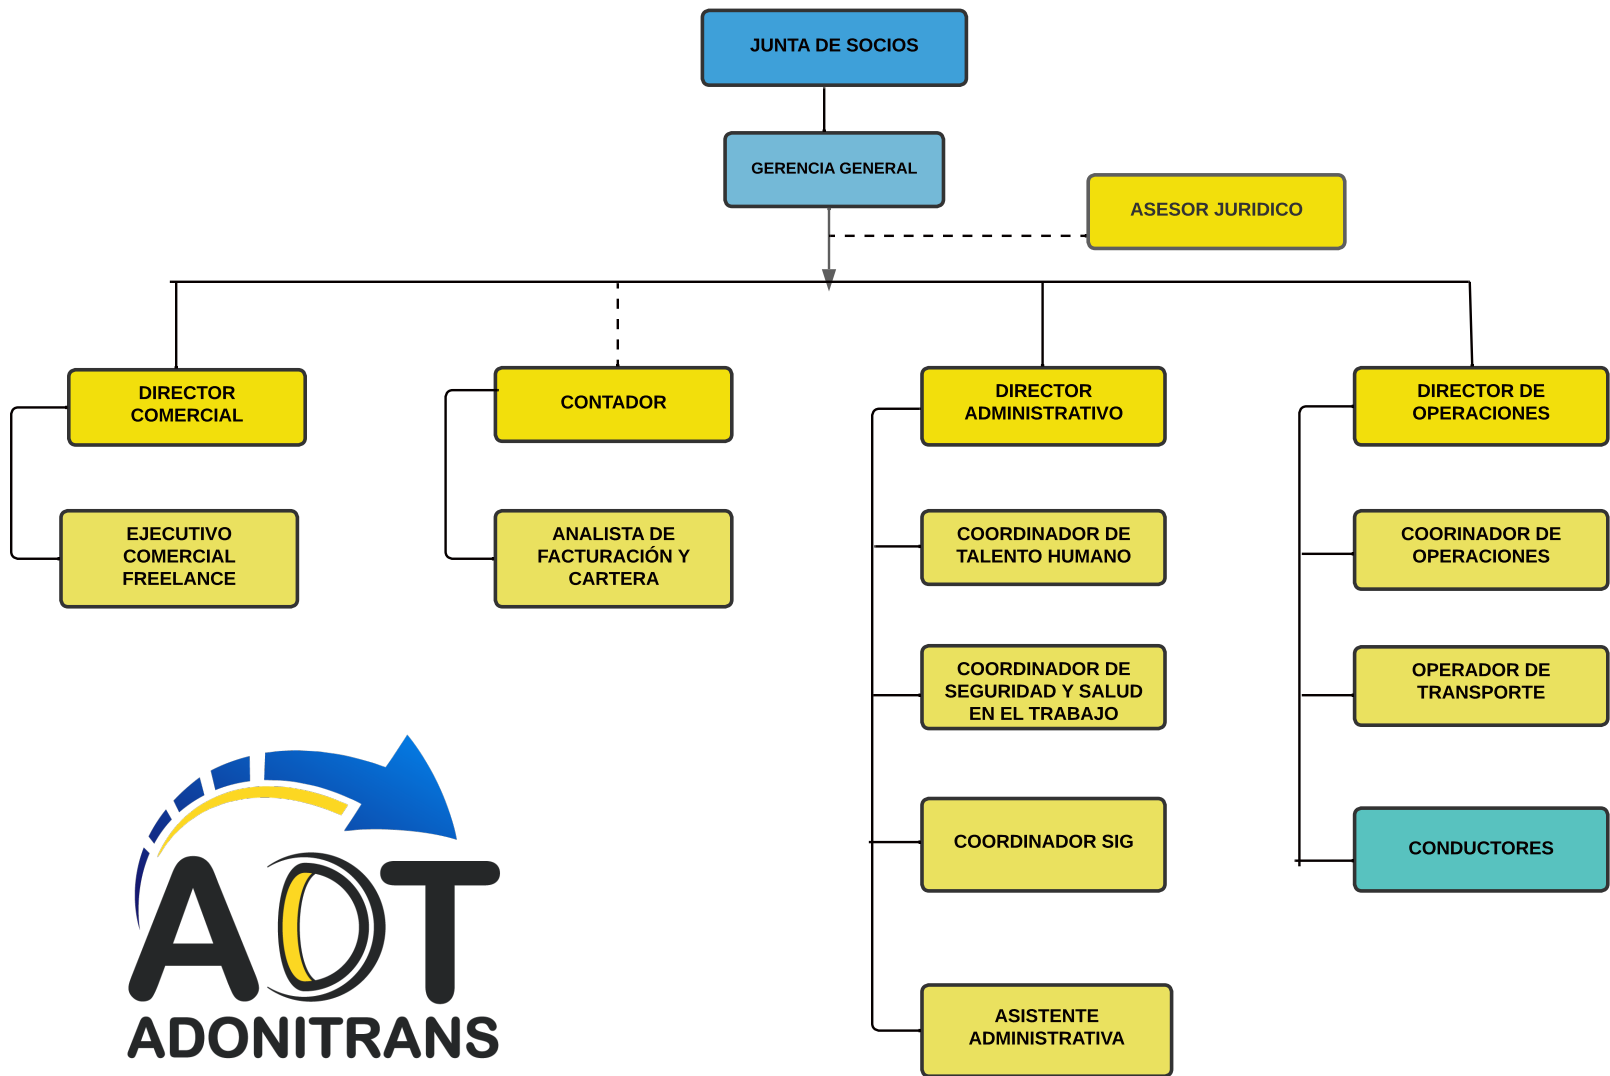 JUNTA DE SOCIOS
GERENCIA GENERAL
ASESOR JURIDICO
DIRECTOR
COMERCIAL
CONTADOR
DIRECTOR
ADMINISTRATIVO
DIRECTOR DE
OPERACIONES
EJECUTIVO
COMERCIAL
FREELANCE
ANALISTA DE
FACTURACIÓN Y
CARTERA
COORDINADOR DE
TALENTO HUMANO
COORINADOR DE
OPERACIONES
COORDINADOR DE
SEGURIDAD Y SALUD
EN EL TRABAJO
OPERADOR DE
TRANSPORTE
COORDINADOR SIG
CONDUCTORES
ASISTENTE
ADMINISTRATIVA
ADT
ADONITRANS